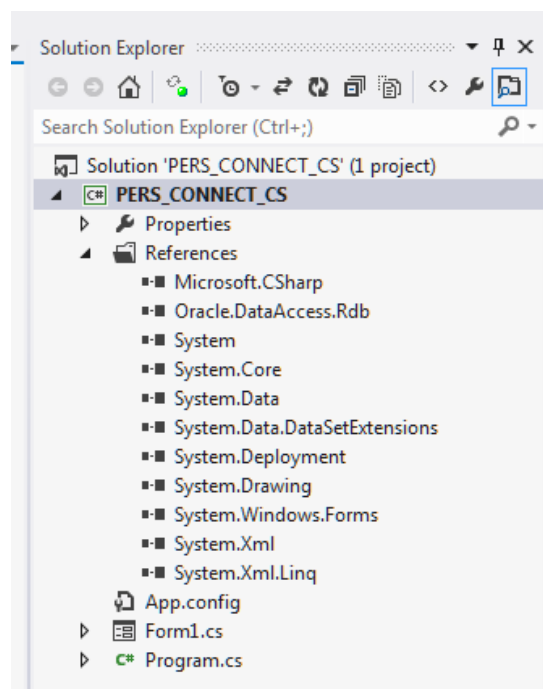 Solution Explorer
Search Solution Explorer (Ctrl+;)
Solution 'PERS_CONNECT_CS' (1 project)
C# PERS_CONNECT_CS
Properties
References
Microsoft.CSharp
Oracle.DataAccess.Rdb
System
System.Core
System.Data
System.Data.DataSetExtensions
System.Deployment
System.Drawing
System.Windows.Forms
System.Xml
System.Xml.Linq
App.config
Form1.cs
C# Program.cs